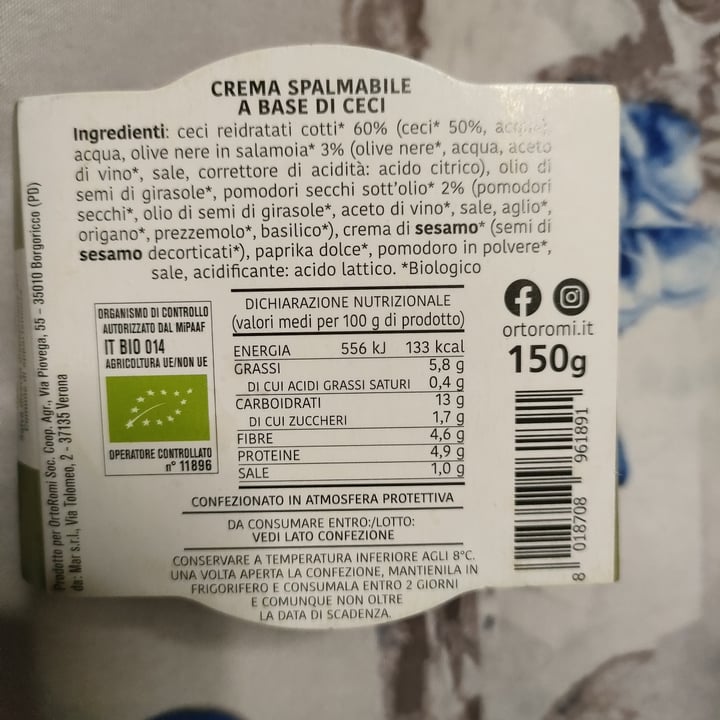 CREMA SPALMABILE
A BASE DI CECI
Ingredienti: ceci reidratati cotti* 60% (ceci* 50%,
acqua, olive nere in salamoia* 3% (olive nere*, acqua, aceto
di vino*, sale, correttore di acidità: acido citrico), olio di
semi di girasole*, pomodori secchi sott'olio* 2% (pomodori
secchi*, olio di semi di girasole*, aceto di vino*, sale, aglio*,
origano*, prezzemolo*, basilico*), crema di sesamo* (semi di
sesamo decorticati*), paprika dolce*, pomodoro in polvere*,
sale, acidificante: acido lattico. *Biologico
ORGANISMO DI CONTROLLO
AUTORIZZATO DAL MiPAAF
IT BIO 014
AGRICOLTURA UE/NON UE
OPERATORE CONTROLLATO
n° 11896
DICHIARAZIONE NUTRIZIONALE
(valori medi per 100 g di prodotto)
ENERGIA 556 kJ 133 kcal
GRASSI 5,8 g
DI CUI ACIDI GRASSI SATURI 0,4 g
CARBOIDRATI 13 g
DI CUI ZUCCHERI 1,7 g
FIBRE 4,6 g
PROTEINE 4,9 g
SALE 1,0 g
ortoromi.it
150g
8 018708 961891
CONFEZIONATO IN ATMOSFERA PROTETTIVA
DA CONSUMARE ENTRO:/LOTTO:
VEDI LATO CONFEZIONE
CONSERVARE A TEMPERATURA INFERIORE AGLI 8°C.
UNA VOLTA APERTA LA CONFEZIONE, MANTIENILA IN
FRIGORIFERO E CONSUMALA ENTRO 2 GIORNI
E COMUNQUE NON OLTRE
LA DATA DI SCADENZA.
Prodotto per OrtoRomi Soc. Coop. Agr., Via Piovega, 55 - 35010 Borgoricco (PD)
da: Mar s.r.l., Via Tolomeo, 2 - 37135 Verona